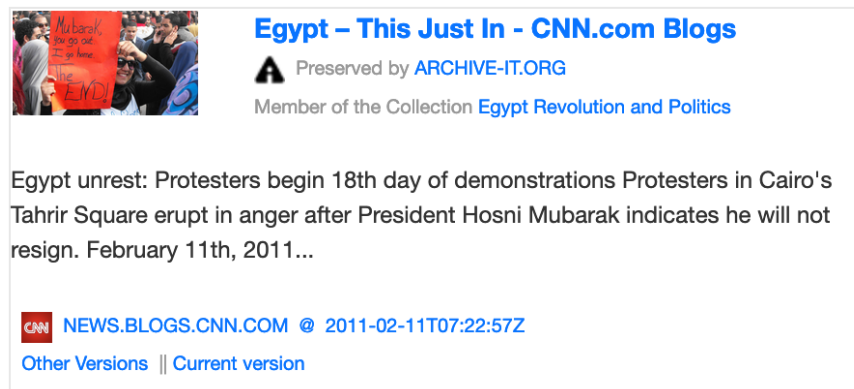 Mubarak
you go out
I go home
The
END!
Egypt – This Just In - CNN.com Blogs
Preserved by ARCHIVE-IT.ORG
Member of the Collection Egypt Revolution and Politics
Egypt unrest: Protesters begin 18th day of demonstrations Protesters in Cairo's
Tahrir Square erupt in anger after President Hosni Mubarak indicates he will not
resign. February 11th, 2011...
CNN
NEWS.BLOGS.CNN.COM @ 2011-02-11T07:22:57Z
Other Versions || Current version